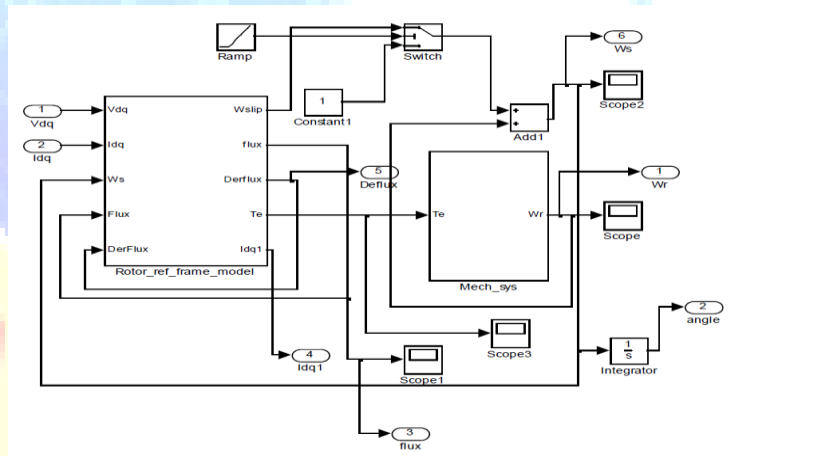 Ramp
Switch
6
Ws
Scope2
1
Constant1
Add1
1
Vdq
2
Idq
Vdq
Idq
Ws
Flux
DerFlux
Wslip
flux
Derflux
Te
Idq1
Rotor_ref_frame_model
5
Deflux
Te
Wr
Mech_sys
1
Wr
Scope
2
angle
1
s
Integrator
Scope3
4
Idq1
Scope1
3
flux